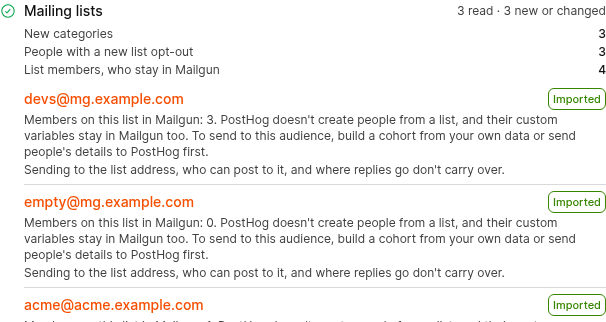 Mailing lists 3 read · 3 new or changed
New categories 3
People with a new list opt-out 3
List members, who stay in Mailgun 4
devs@mg.example.com Imported
Members on this list in Mailgun: 3. PostHog doesn't create people from a list, and their custom
variables stay in Mailgun too. To send to this audience, build a cohort from your own data or send
people's details to PostHog first.
Sending to the list address, who can post to it, and where replies go don't carry over.
empty@mg.example.com Imported
Members on this list in Mailgun: 0. PostHog doesn't create people from a list, and their custom
variables stay in Mailgun too. To send to this audience, build a cohort from your own data or send
people's details to PostHog first.
Sending to the list address, who can post to it, and where replies go don't carry over.
acme@acme.example.com Imported